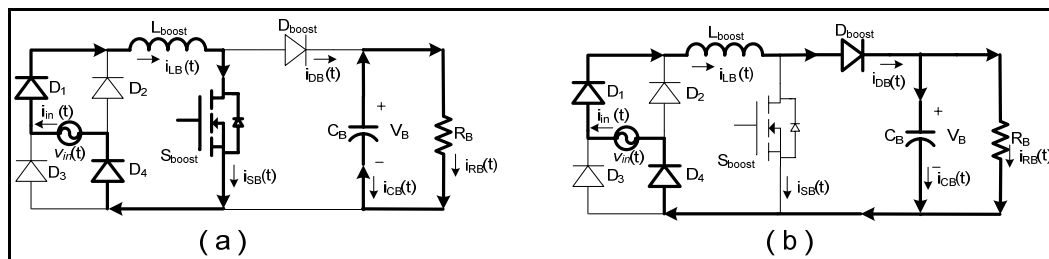 L_boost
D_boost
i_LB(t)
i_DB(t)
D_1
D_2
i_in(t)
v_in(t)
S_boost
C_B
+
V_B
−
R_B
D_3
D_4
i_SB(t)
i_CB(t)
i_RB(t)
(a)
L_boost
D_boost
i_LB(t)
i_DB(t)
D_1
D_2
i_in(t)
v_in(t)
S_boost
C_B
+
V_B
−
R_B
D_3
D_4
i_SB(t)
i_CB(t)
i_RB(t)
(b)